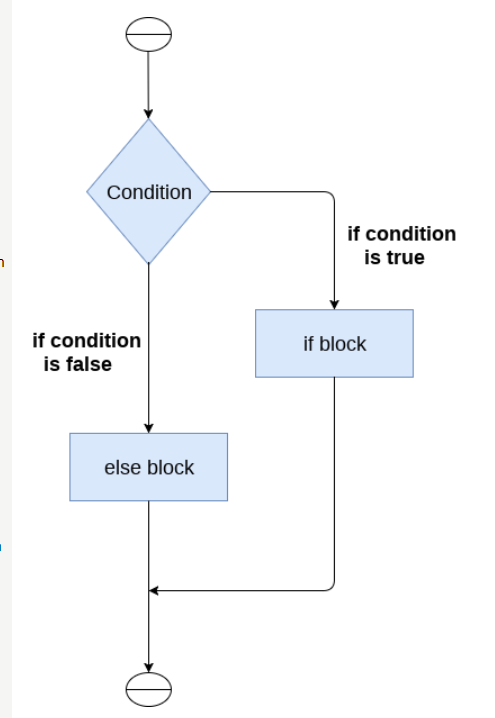 Condition
if condition
is true
if block
if condition
is false
else block